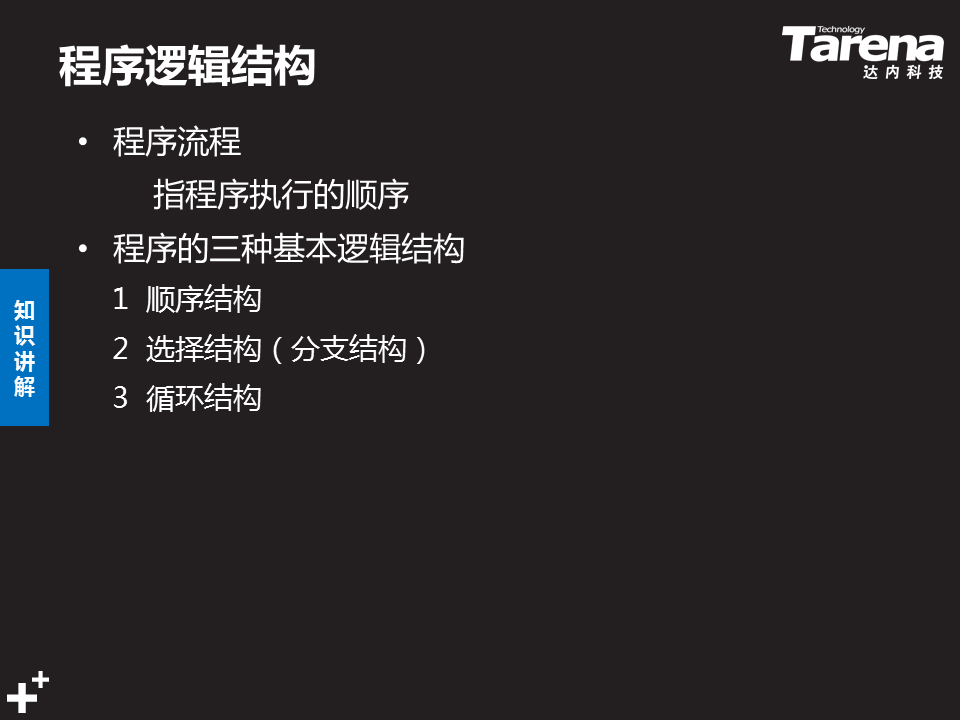 程序逻辑结构
Technology
Tarena
达内科技
• 程序流程
指程序执行的顺序
• 程序的三种基本逻辑结构
1 顺序结构
2 选择结构（分支结构）
3 循环结构
知识讲解